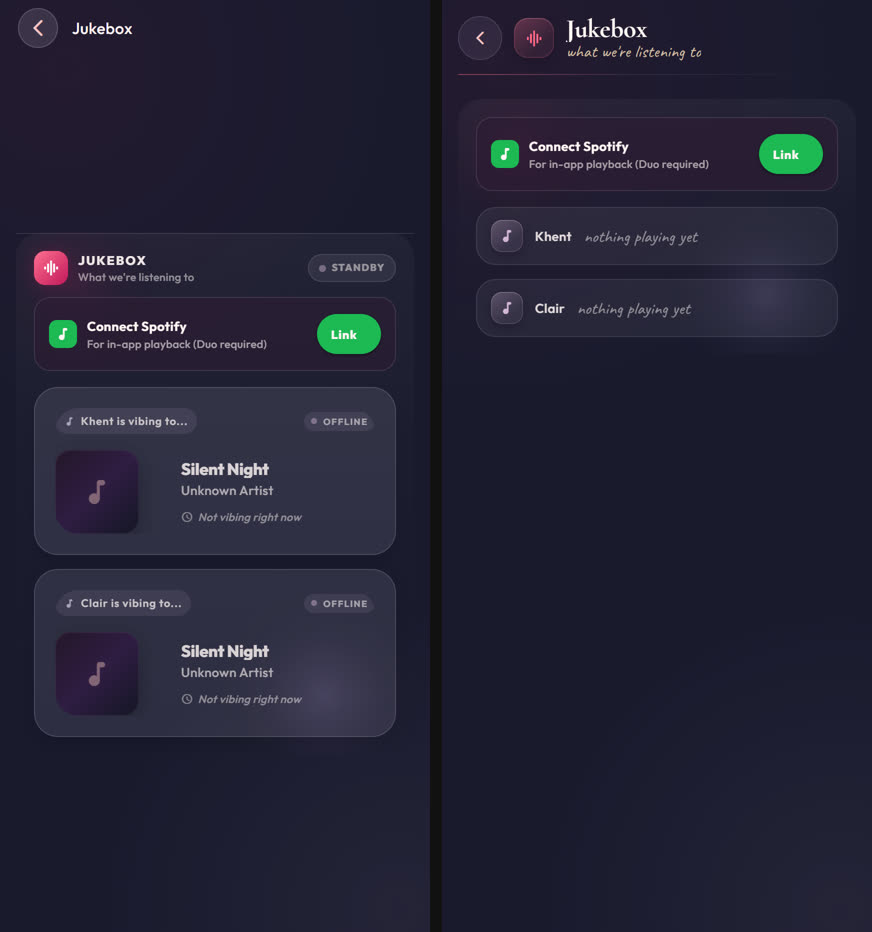 Jukebox
JUKEBOX
What we're listening to
STANDBY
Connect Spotify
For in-app playback (Duo required)
Link
Khent is vibing to...
OFFLINE
Silent Night
Unknown Artist
Not vibing right now
Clair is vibing to...
OFFLINE
Silent Night
Unknown Artist
Not vibing right now
Jukebox
what we're listening to
Connect Spotify
For in-app playback (Duo required)
Link
Khent nothing playing yet
Clair nothing playing yet